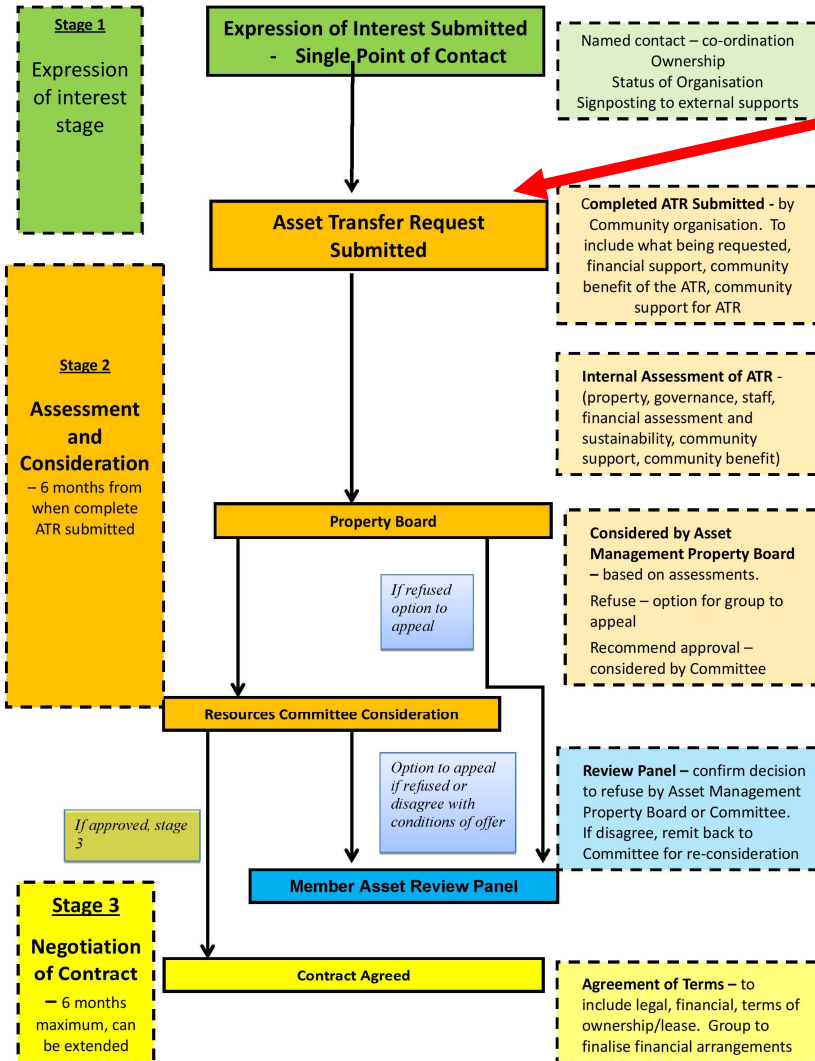 Stage 1
Expression
of interest
stage
Expression of Interest Submitted
- Single Point of Contact
Named contact – co-ordination
Ownership
Status of Organisation
Signposting to external supports
Asset Transfer Request
Submitted
Completed ATR Submitted - by
Community organisation. To
include what being requested,
financial support, community
benefit of the ATR, community
support for ATR
Stage 2
Assessment
and
Consideration
– 6 months from
when complete
ATR submitted
Internal Assessment of ATR -
(property, governance, staff,
financial assessment and
sustainability, community
support, community benefit)
Property Board
If refused
option to
appeal
Considered by Asset
Management Property Board
– based on assessments.
Refuse – option for group to
appeal
Recommend approval –
considered by Committee
Resources Committee Consideration
If approved, stage
3
Option to appeal
if refused or
disagree with
conditions of offer
Review Panel – confirm decision
to refuse by Asset Management
Property Board or Committee.
If disagree, remit back to
Committee for re-consideration
Member Asset Review Panel
Stage 3
Negotiation
of Contract
– 6 months
maximum, can
be extended
Contract Agreed
Agreement of Terms – to
include legal, financial, terms of
ownership/lease. Group to
finalise financial arrangements